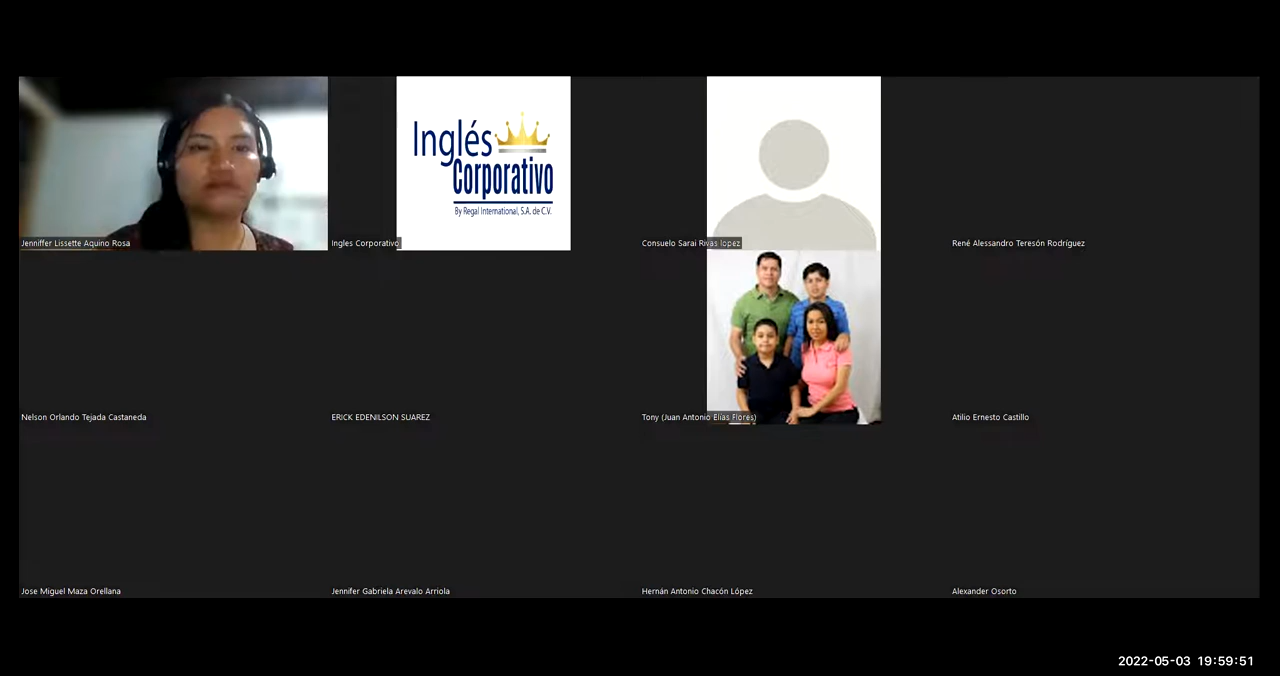 Inglés
Corporativo
By Regal International, S.A. de C.V.
Jenniffer Lissette Aquino Rosa
Ingles Corporativo
Consuelo Sarai Rivas lopez
René Alessandro Teresón Rodríguez
Nelson Orlando Tejada Castaneda
ERICK EDENILSON SUAREZ
Tony (Juan Antonio Elias Flores)
Atilio Ernesto Castillo
Jose Miguel Maza Orellana
Jennifer Gabriela Arevalo Arriola
Hernán Antonio Chacón López
Alexander Osorto
2022-05-03 19:59:51